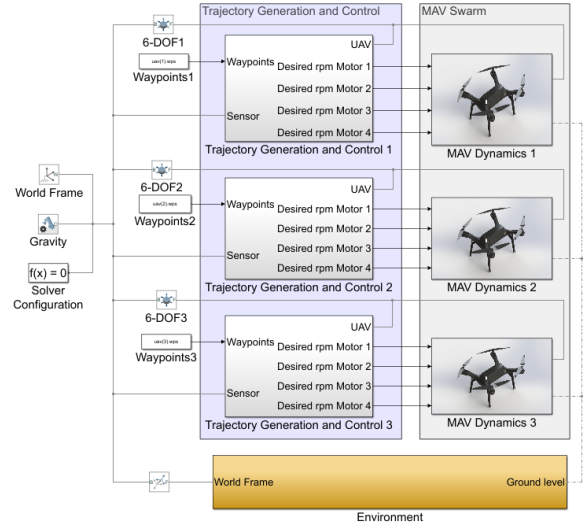 Trajectory Generation and Control
MAV Swarm
6-DOF1
uav(1).wps
Waypoints1
UAV
Waypoints
Desired rpm Motor 1
Desired rpm Motor 2
Desired rpm Motor 3
Sensor
Desired rpm Motor 4
Trajectory Generation and Control 1
MAV Dynamics 1
World Frame
Gravity
f(x) = 0
Solver
Configuration
6-DOF2
uav(2).wps
Waypoints2
UAV
Waypoints
Desired rpm Motor 1
Desired rpm Motor 2
Desired rpm Motor 3
Sensor
Desired rpm Motor 4
Trajectory Generation and Control 2
MAV Dynamics 2
6-DOF3
uav(3).wps
Waypoints3
UAV
Waypoints
Desired rpm Motor 1
Desired rpm Motor 2
Desired rpm Motor 3
Sensor
Desired rpm Motor 4
Trajectory Generation and Control 3
MAV Dynamics 3
World Frame
Ground level
Environment